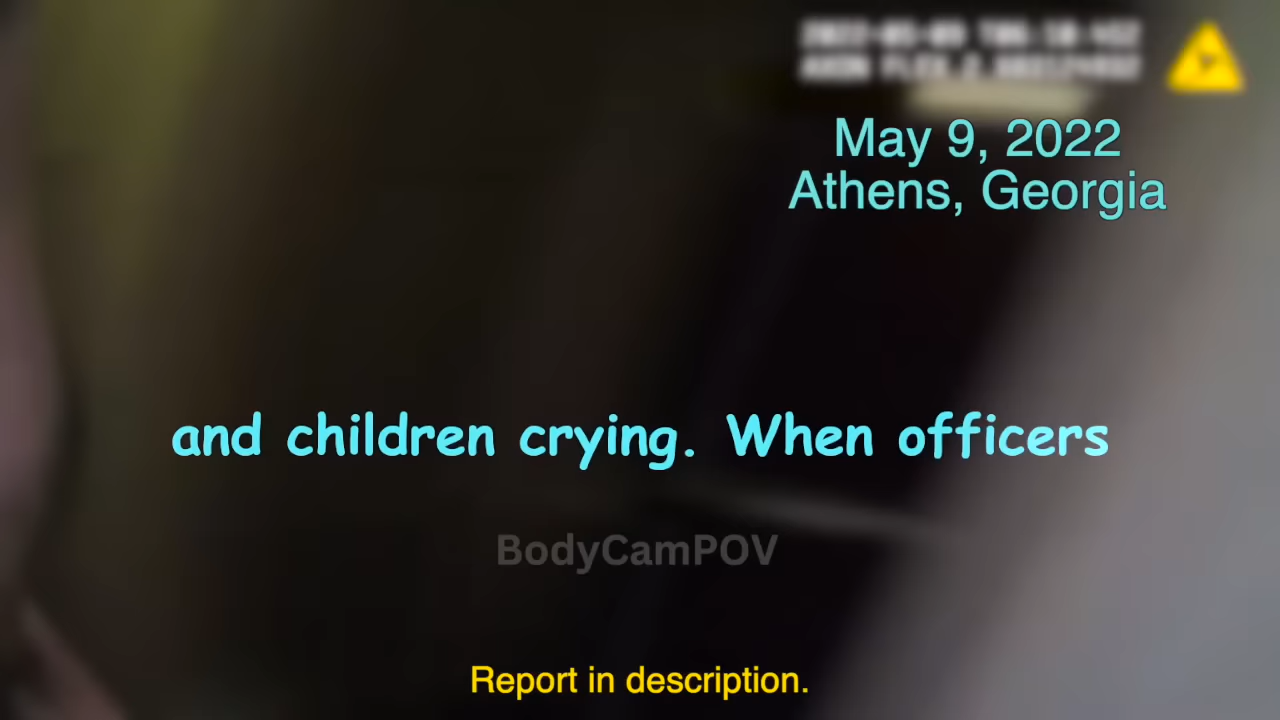 May 9, 2022
Athens, Georgia
and children crying. When officers
BodyCamPOV
Report in description.